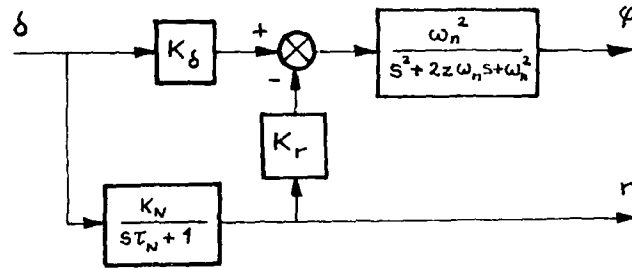 δ
K_δ
+
-
ω_n^2
s^2 + 2zω_n s + ω_n^2
φ
K_r
K_N
sτ_N + 1
r